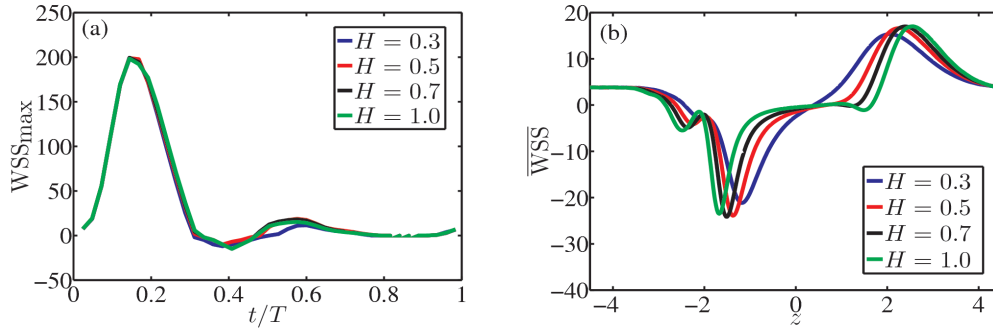 (a)
H = 0.3
H = 0.5
H = 0.7
H = 1.0
WSSmax
250
200
150
100
50
0
−50
0
0.2
0.4
0.6
0.8
1
t/T
(b)
H = 0.3
H = 0.5
H = 0.7
H = 1.0
W̅S̅S̅
20
10
0
−10
−20
−30
−40
−4
−2
0
2
4
z